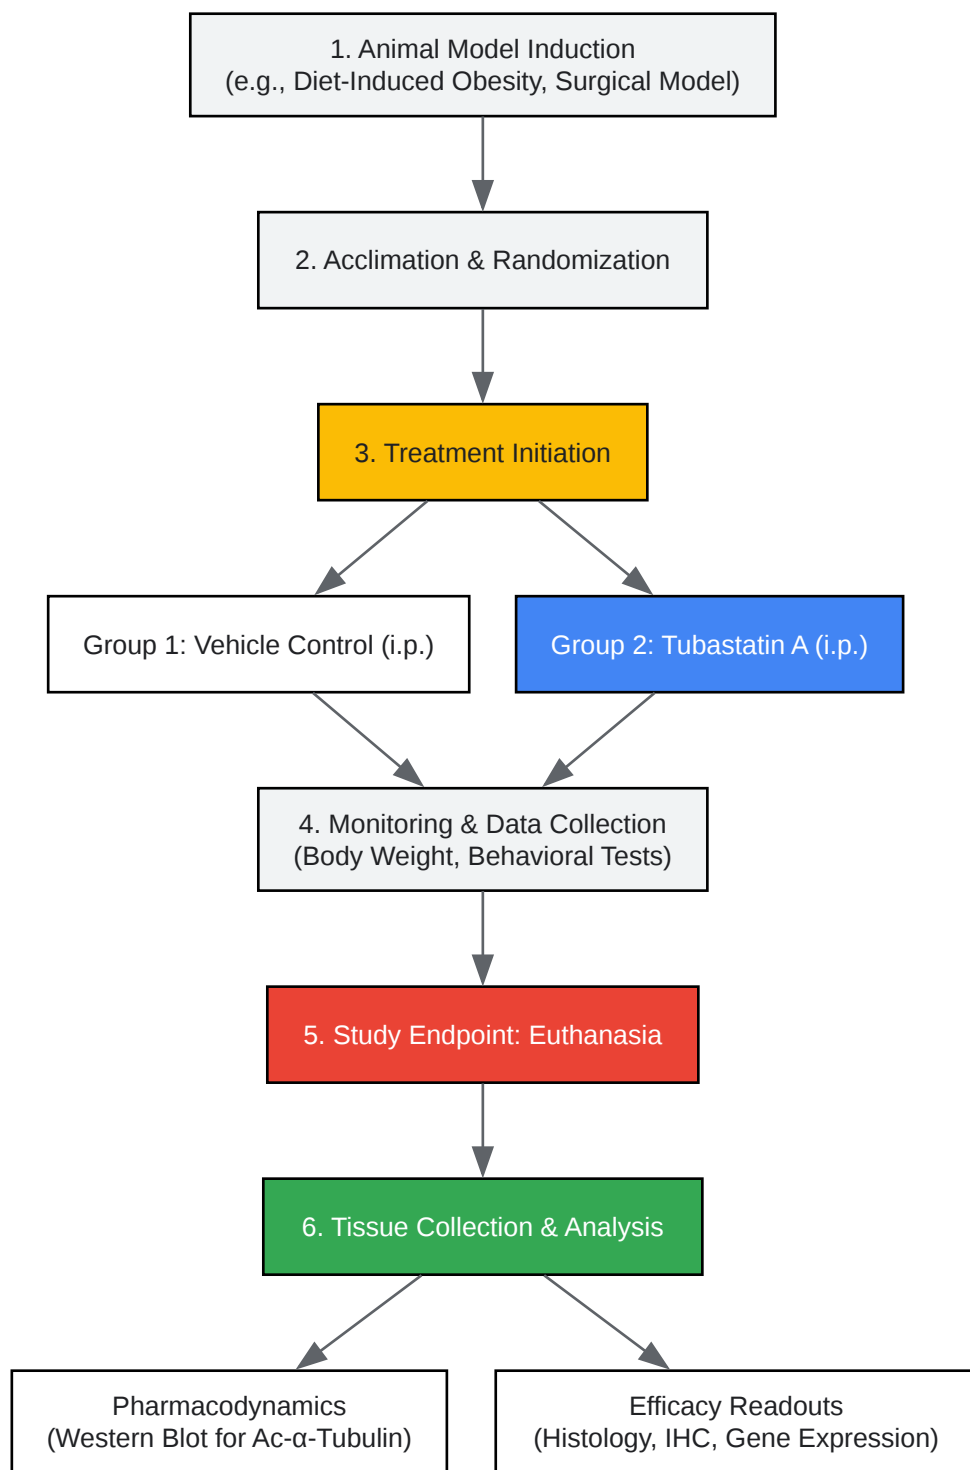 1. Animal Model Induction
(e.g., Diet-Induced Obesity, Surgical Model)
2. Acclimation & Randomization
3. Treatment Initiation
Group 1: Vehicle Control (i.p.)
Group 2: Tubastatin A (i.p.)
4. Monitoring & Data Collection
(Body Weight, Behavioral Tests)
5. Study Endpoint: Euthanasia
6. Tissue Collection & Analysis
Pharmacodynamics
(Western Blot for Ac-α-Tubulin)
Efficacy Readouts
(Histology, IHC, Gene Expression)